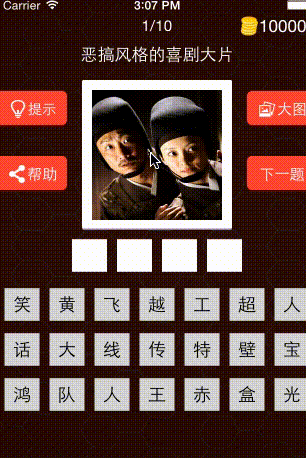 Carrier 3:07 PM
1/10 10000
恶搞风格的喜剧大片
提示 大图
帮助 下一题
笑 黄 飞 越 工 超 人
话 大 线 传 特 壁 宝
鸿 队 人 王 赤 盒 光